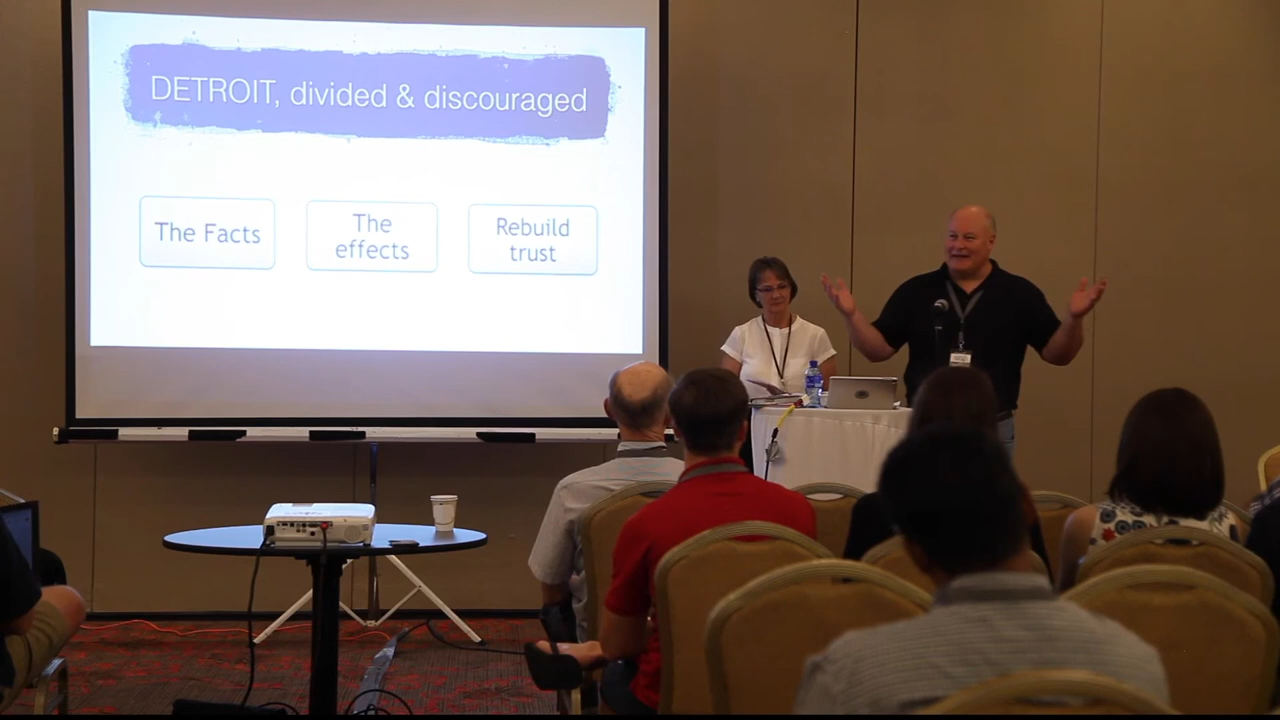 DETROIT, divided & discouraged
The Facts
The
effects
Rebuild
trust